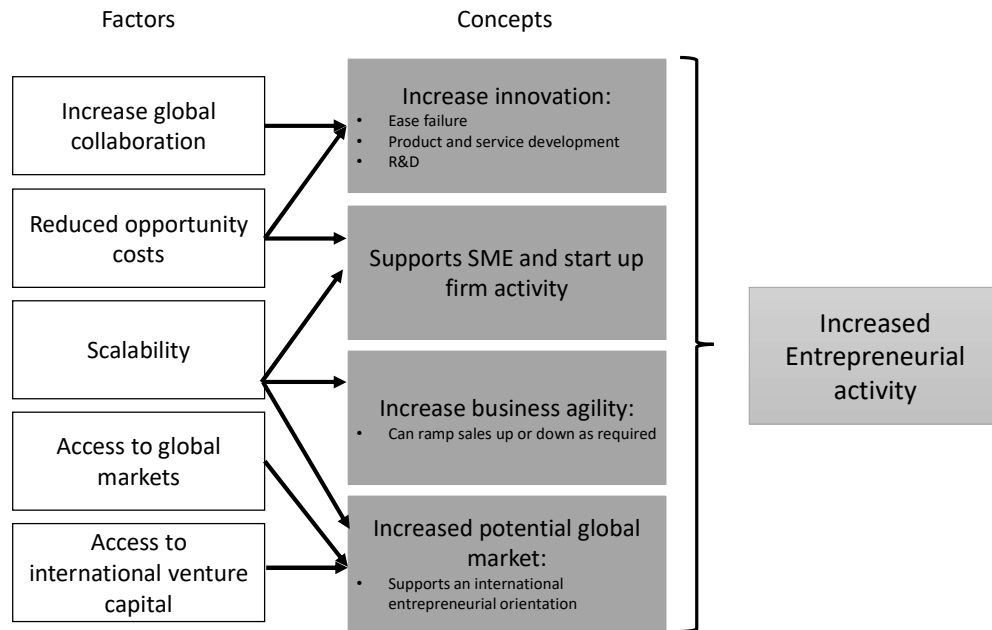 Factors
Concepts
Increase global
collaboration
Reduced opportunity
costs
Scalability
Access to global
markets
Access to
international venture
capital
Increase innovation:
• Ease failure
• Product and service development
• R&D
Supports SME and start up
firm activity
Increase business agility:
• Can ramp sales up or down as required
Increased potential global
market:
• Supports an international
entrepreneurial orientation
Increased
Entrepreneurial
activity